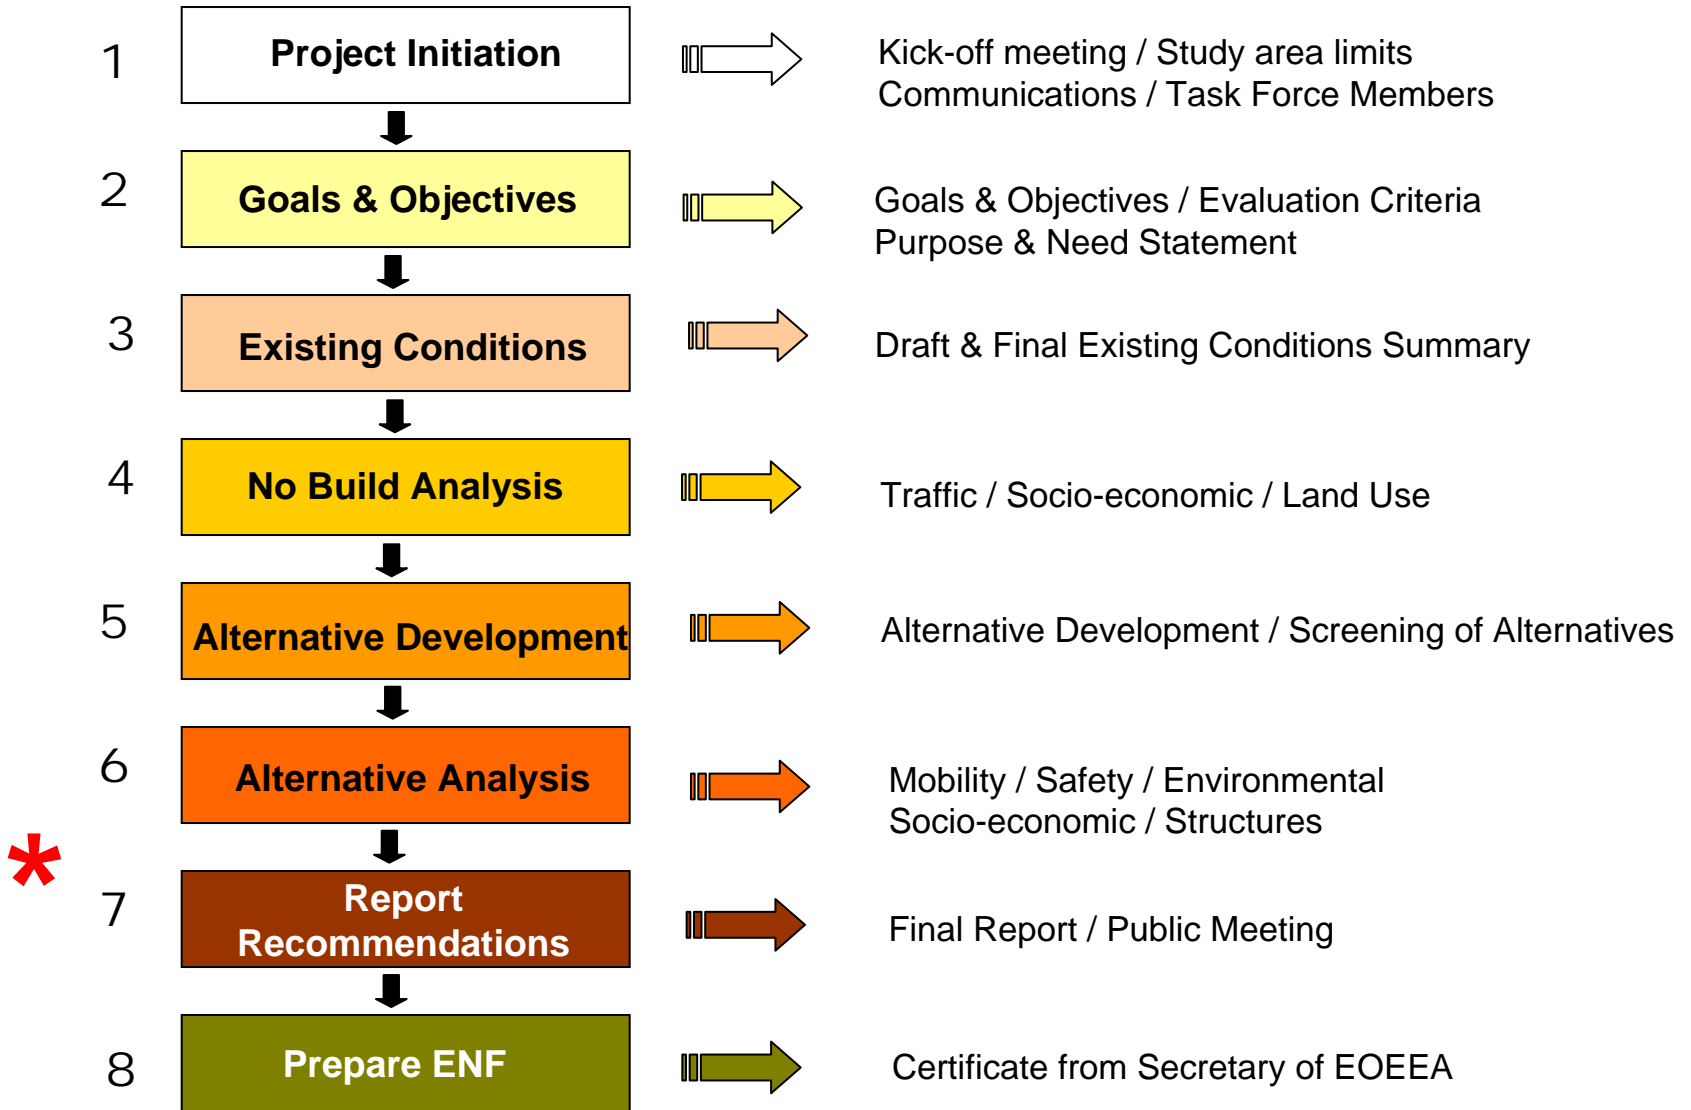 1
Project Initiation
Kick-off meeting / Study area limits
Communications / Task Force Members
2
Goals & Objectives
Goals & Objectives / Evaluation Criteria
Purpose & Need Statement
3
Existing Conditions
Draft & Final Existing Conditions Summary
4
No Build Analysis
Traffic / Socio-economic / Land Use
5
Alternative Development
Alternative Development / Screening of Alternatives
6
Alternative Analysis
Mobility / Safety / Environmental
Socio-economic / Structures
*
7
Report
Recommendations
Final Report / Public Meeting
8
Prepare ENF
Certificate from Secretary of EOEEA